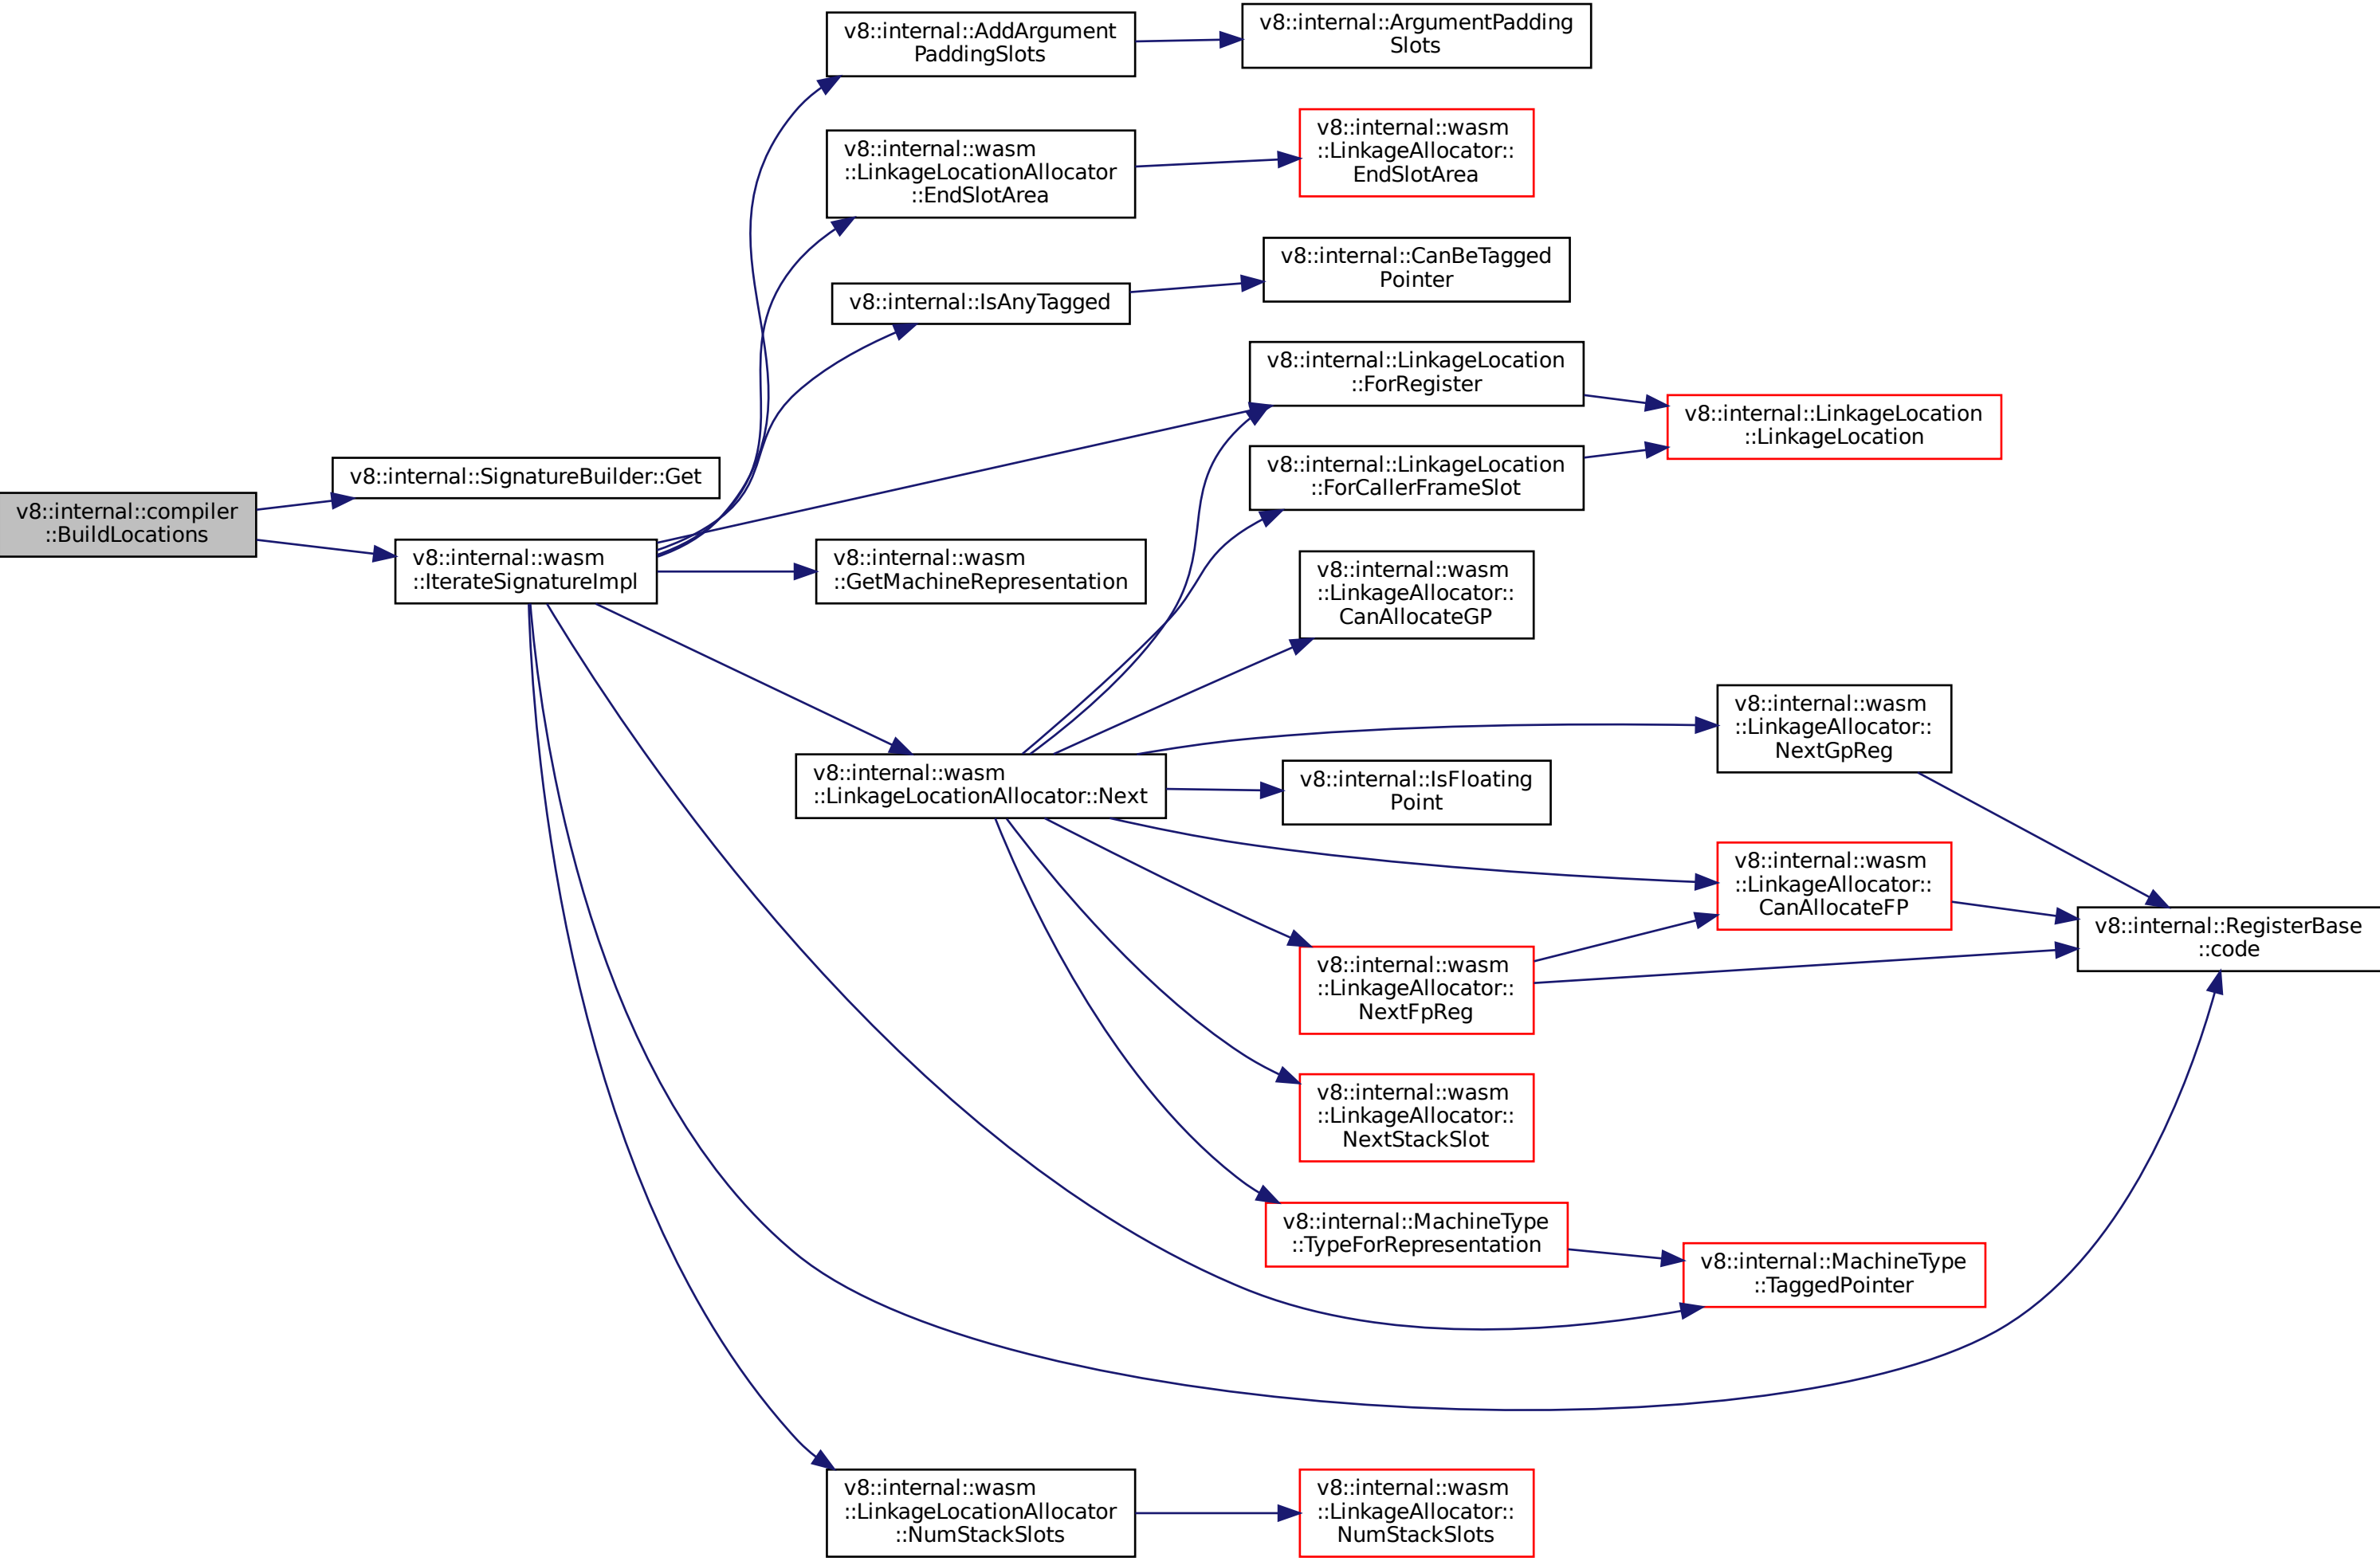 v8::internal::compiler
::BuildLocations
v8::internal::SignatureBuilder::Get
v8::internal::wasm
::IterateSignatureImpl
v8::internal::AddArgument
PaddingSlots
v8::internal::wasm
::LinkageLocationAllocator
::EndSlotArea
v8::internal::IsAnyTagged
v8::internal::wasm
::GetMachineRepresentation
v8::internal::wasm
::LinkageLocationAllocator::Next
v8::internal::wasm
::LinkageLocationAllocator
::NumStackSlots
v8::internal::ArgumentPadding
Slots
v8::internal::wasm
::LinkageAllocator::
EndSlotArea
v8::internal::CanBeTagged
Pointer
v8::internal::LinkageLocation
::ForRegister
v8::internal::LinkageLocation
::ForCallerFrameSlot
v8::internal::wasm
::LinkageAllocator::
CanAllocateGP
v8::internal::IsFloating
Point
v8::internal::wasm
::LinkageAllocator::
NextFpReg
v8::internal::wasm
::LinkageAllocator::
NextStackSlot
v8::internal::MachineType
::TypeForRepresentation
v8::internal::wasm
::LinkageAllocator::
NumStackSlots
v8::internal::LinkageLocation
::LinkageLocation
v8::internal::wasm
::LinkageAllocator::
NextGpReg
v8::internal::wasm
::LinkageAllocator::
CanAllocateFP
v8::internal::MachineType
::TaggedPointer
v8::internal::RegisterBase
::code